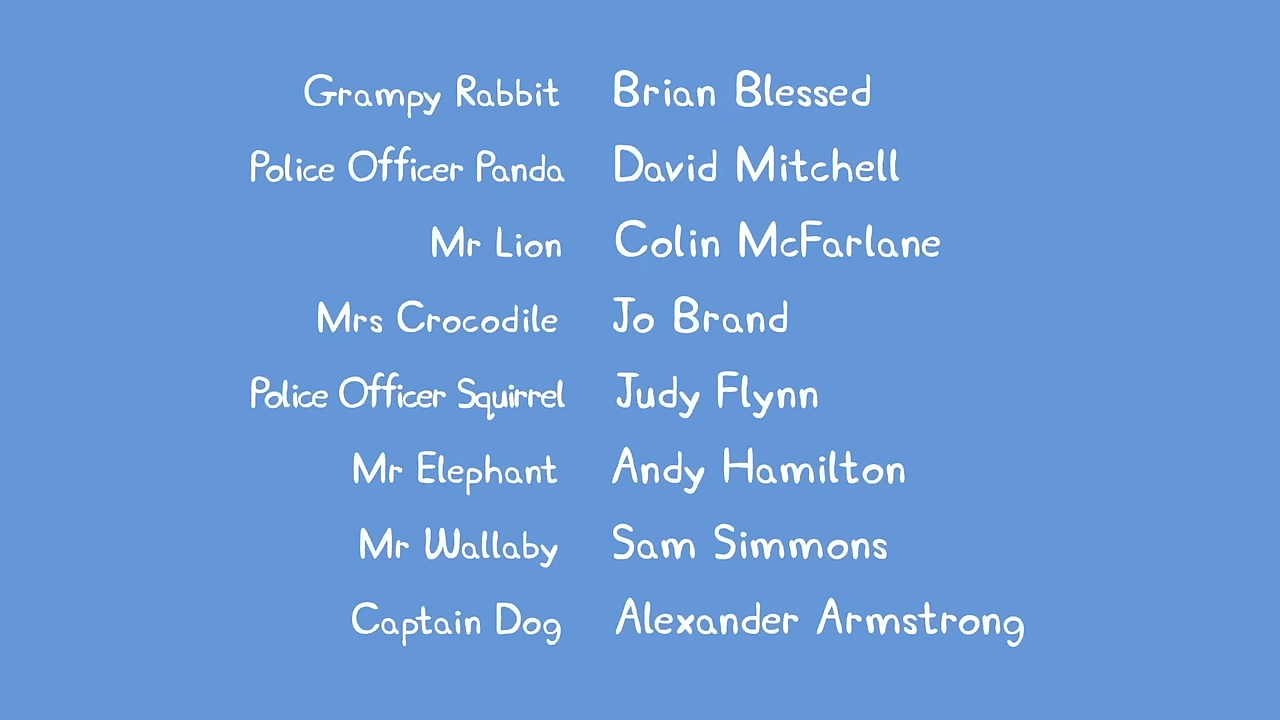 Grampy Rabbit Brian Blessed
Police Officer Panda David Mitchell
Mr Lion Colin McFarlane
Mrs Crocodile Jo Brand
Police Officer Squirrel Judy Flynn
Mr Elephant Andy Hamilton
Mr Wallaby Sam Simmons
Captain Dog Alexander Armstrong